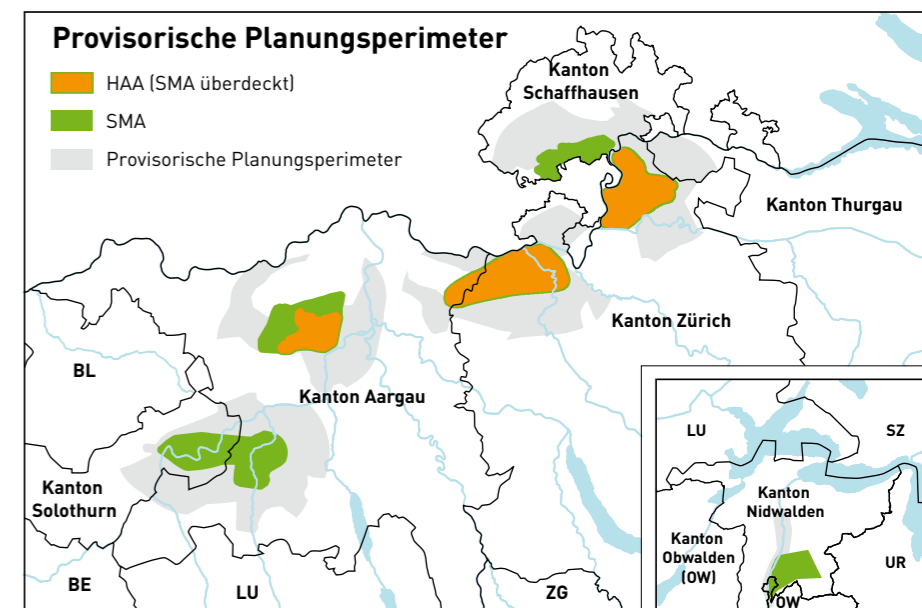 Provisorische Planungsperimeter
HAA (SMA überdeckt)
SMA
Provisorische Planungsperimeter
Kanton
Schaffhausen
Kanton Thurgau
Kanton Zürich
BL
Kanton Aargau
Kanton
Solothurn
BE
LU
ZG
LU
SZ
Kanton
Nidwalden
Kanton
Obwalden
(OW)
UR
OW